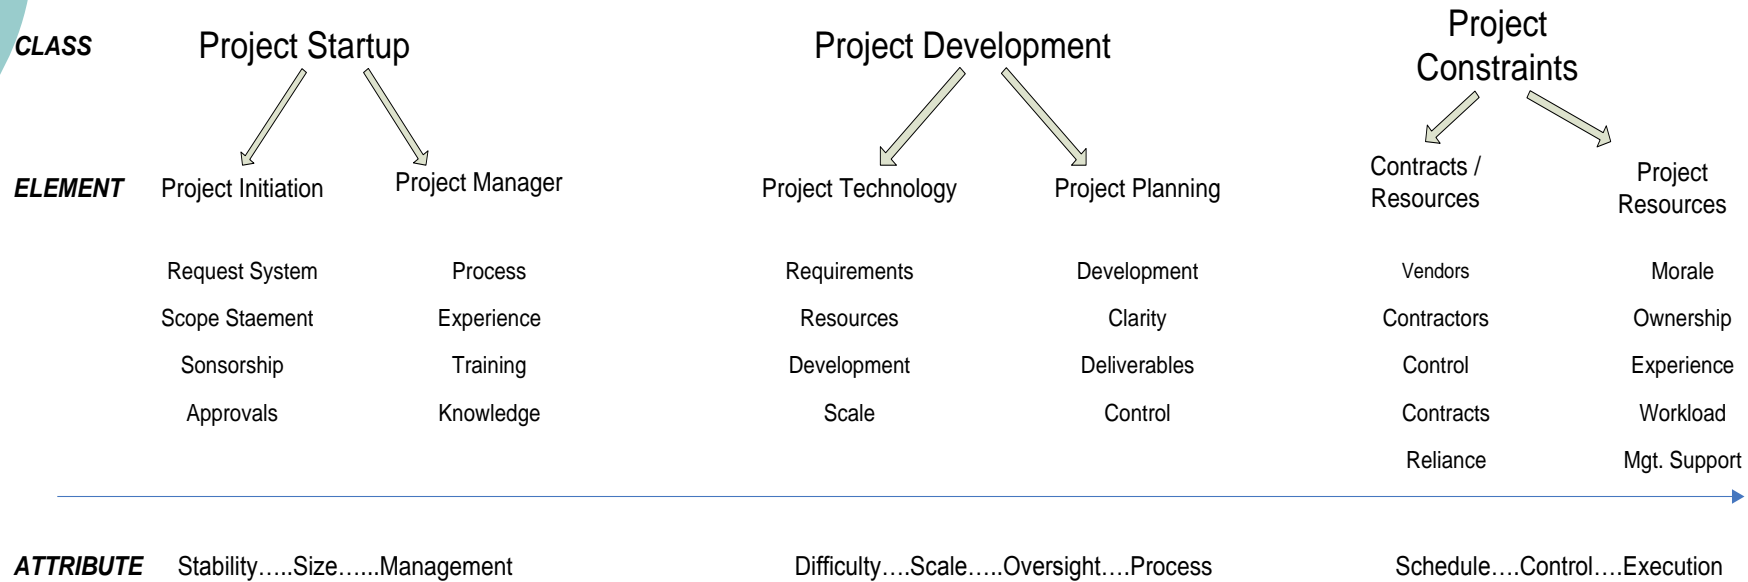 CLASS Project Startup Project Development Project
Constraints
ELEMENT Project Initiation Project Manager Project Technology Project Planning Contracts /
Resources Project
Resources
Request System Process Requirements Development Vendors Morale
Scope Staement Experience Resources Clarity Contractors Ownership
Sonsorship Training Development Deliverables Control Experience
Approvals Knowledge Scale Control Contracts Workload
Reliance Mgt. Support
ATTRIBUTE Stability…..Size…...Management Difficulty….Scale…..Oversight….Process Schedule….Control….Execution